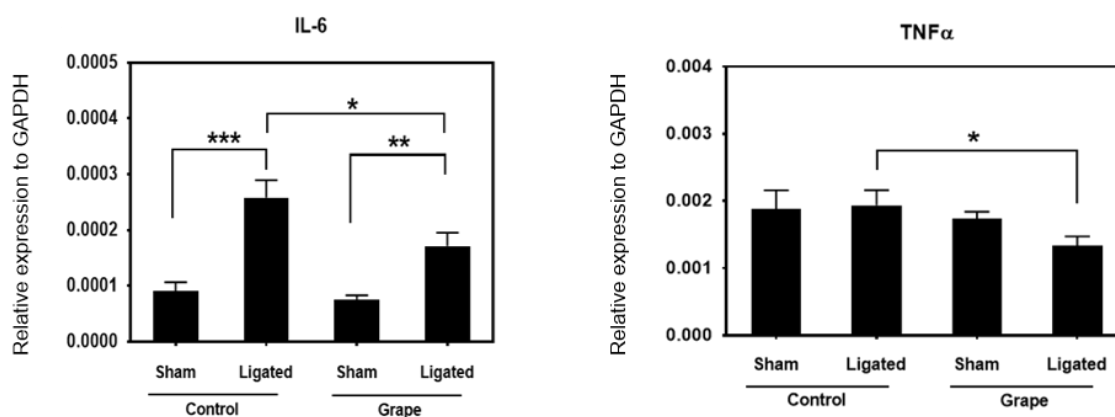 IL-6
Relative expression to GAPDH
0.0005
0.0004
0.0003
0.0002
0.0001
0.0000
***
*
**
Sham Ligated Sham Ligated
Control Grape
TNFα
Relative expression to GAPDH
0.004
0.003
0.002
0.001
0.000
*
Sham Ligated Sham Ligated
Control Grape